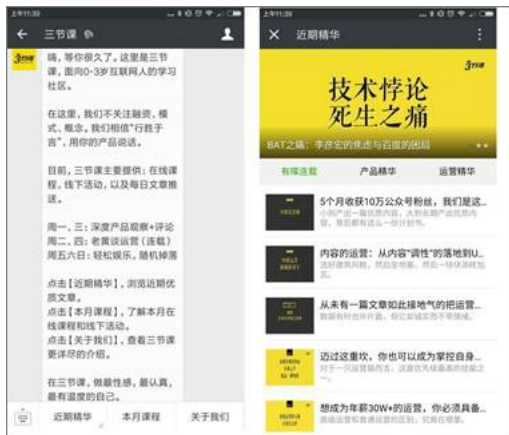 上午11:39
三节课
嗨，等你很久了。这里是三节
课，面向0-3岁互联网人的学习
社区。
在这里，我们不关注融资、模
式、概念。我们相信“行胜于
言”，用你的产品说话。
目前，三节课主要提供：在线课
程，线下活动，以及每日文章推
送。
周一、三：深度产品观察+评论
周二、四：老黄谈运营（连载）
周五六日：轻松娱乐、随机掉落
点击【近期精华】，浏览近期优
质文章。
点击【本月课程】，了解本月在
线课程和线下活动。
点击【关于我们】，查看三节课
更详尽的介绍。
在三节课，做最性感，最认真，
最有温度的自己。
近期精华
本月课程
关于我们
上午11:39
近期精华
3节课
技术悖论
死生之痛
BAT之殇：李彦宏的焦虑与百度的困局
有璨连载
产品精华
运营精华
5个月收获10万公众号粉丝，我们是这...
内容的运营：从内容“调性”的落地到U...
从未有一篇文章如此接地气的把运营...
迈过这重坎，你也可以成为掌控自身...
想成为年薪30W+的运营，你必须具备...